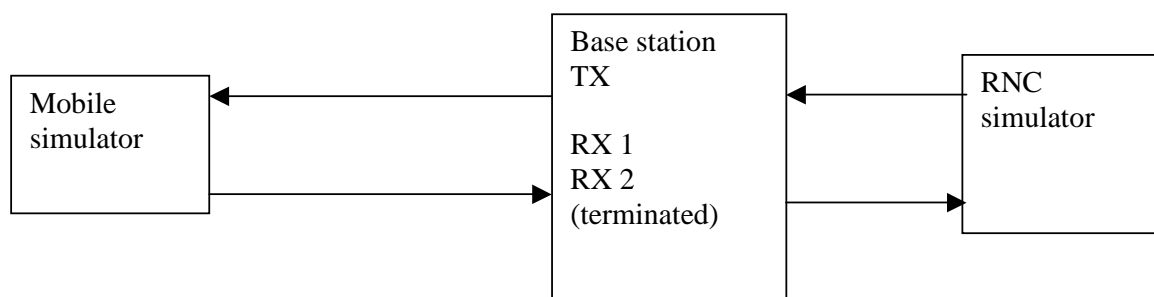 Mobile
simulator
Base station
TX
RX 1
RX 2
(terminated)
RNC
simulator